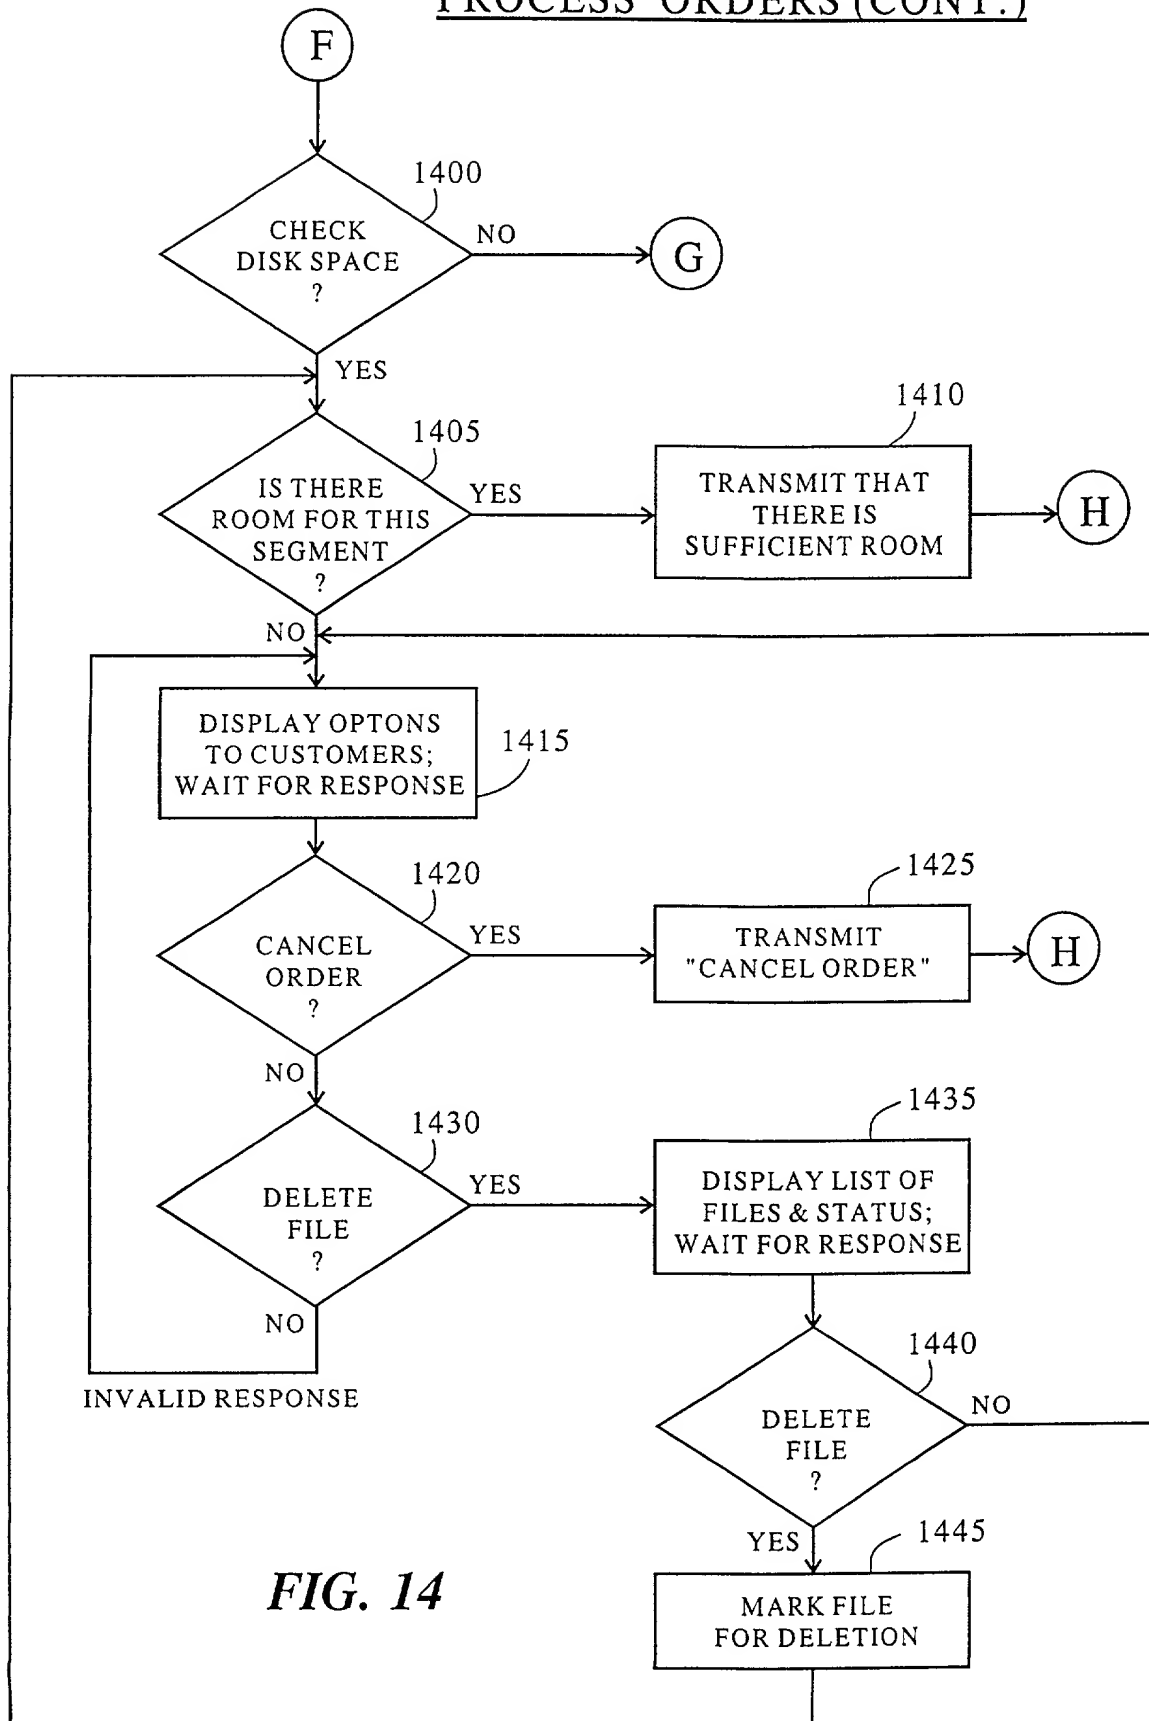 PROCESS ORDERS (CONT.)
F
1400
CHECK
DISK SPACE
?
NO
G
YES
1405
IS THERE
ROOM FOR THIS
SEGMENT
?
YES
1410
TRANSMIT THAT
THERE IS
SUFFICIENT ROOM
H
NO
DISPLAY OPTONS
TO CUSTOMERS;
WAIT FOR RESPONSE
1415
1420
CANCEL
ORDER
?
YES
1425
TRANSMIT
"CANCEL ORDER"
H
NO
1430
DELETE
FILE
?
YES
1435
DISPLAY LIST OF
FILES & STATUS;
WAIT FOR RESPONSE
NO
INVALID RESPONSE
1440
DELETE
FILE
?
NO
YES
1445
MARK FILE
FOR DELETION
FIG. 14